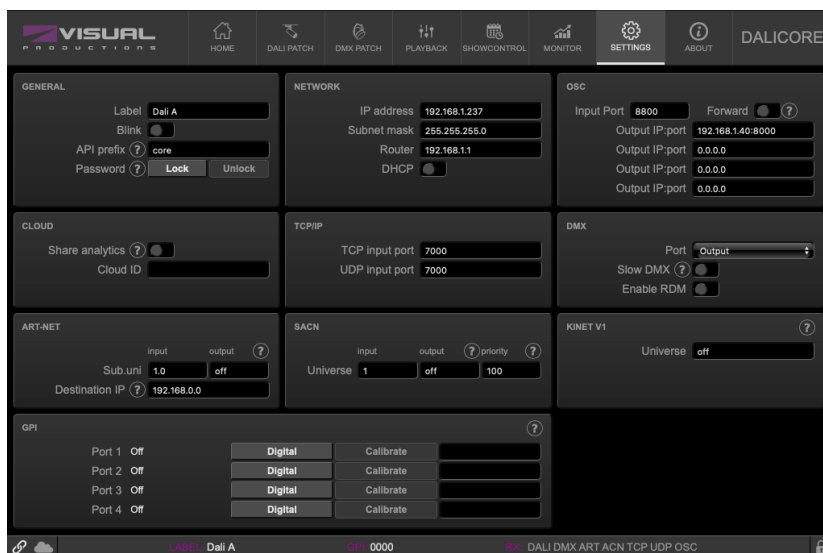 VISUAL
PRODUCTIONS
HOME
DALI PATCH
DMX PATCH
PLAYBACK
SHOWCONTROL
MONITOR
SETTINGS
ABOUT
DALICORE
GENERAL
Label Dali A
Blink
API prefix ? core
Password ? Lock Unlock
NETWORK
IP address 192.168.1.237
Subnet mask 255.255.255.0
Router 192.168.1.1
DHCP
OSC
Input Port 8800 Forward ?
Output IP:port 192.168.1.40:8000
Output IP:port 0.0.0.0
Output IP:port 0.0.0.0
Output IP:port 0.0.0.0
CLOUD
Share analytics ?
Cloud ID
TCP/IP
TCP input port 7000
UDP input port 7000
DMX
Port Output
Slow DMX ?
Enable RDM
ART-NET
input output ?
Sub.uni 1.0 off
Destination IP ? 192.168.0.0
SACN
input output ? priority ?
Universe 1 off 100
KINET V1 ?
Universe off
GPI ?
Port 1 Off Digital Calibrate
Port 2 Off Digital Calibrate
Port 3 Off Digital Calibrate
Port 4 Off Digital Calibrate
LABEL: Dali A GPI: 0000 RX: DALI DMX ART ACN TCP UDP OSC